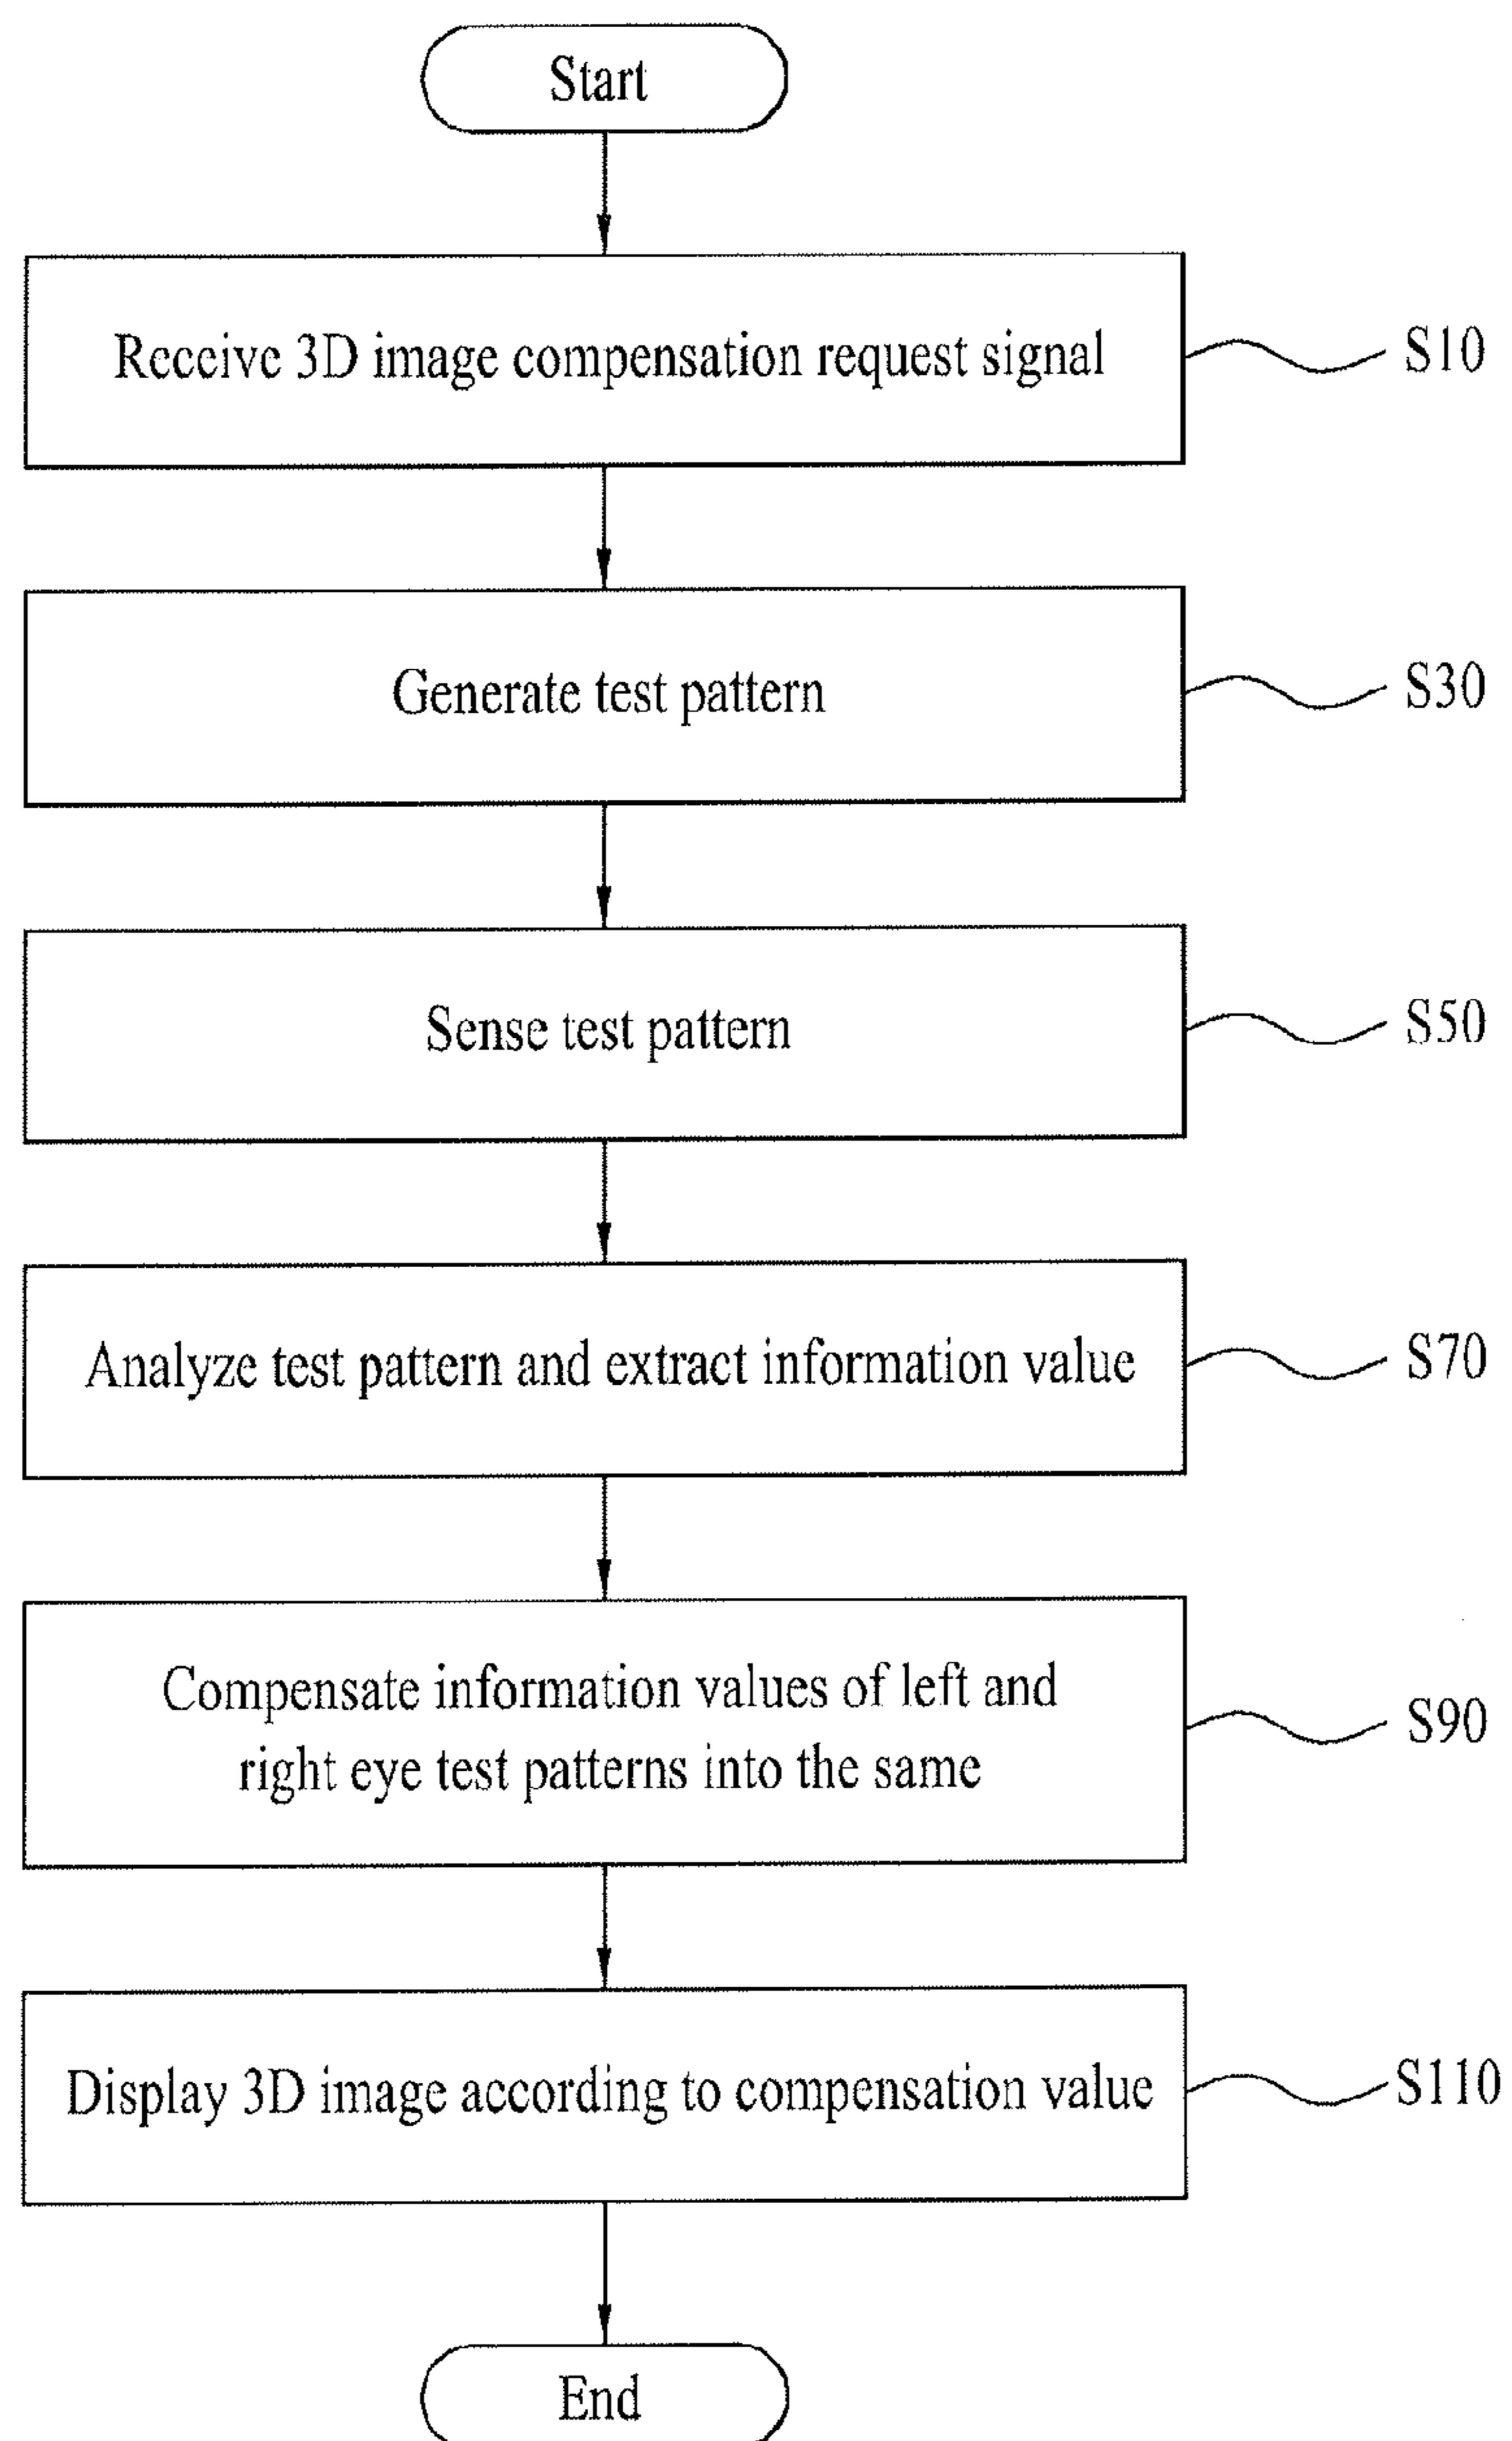 Start
Receive 3D image compensation request signal
S10
Generate test pattern
S30
Sense test pattern
S50
Analyze test pattern and extract information value
S70
Compensate information values of left and
right eye test patterns into the same
S90
Display 3D image according to compensation value
S110
End